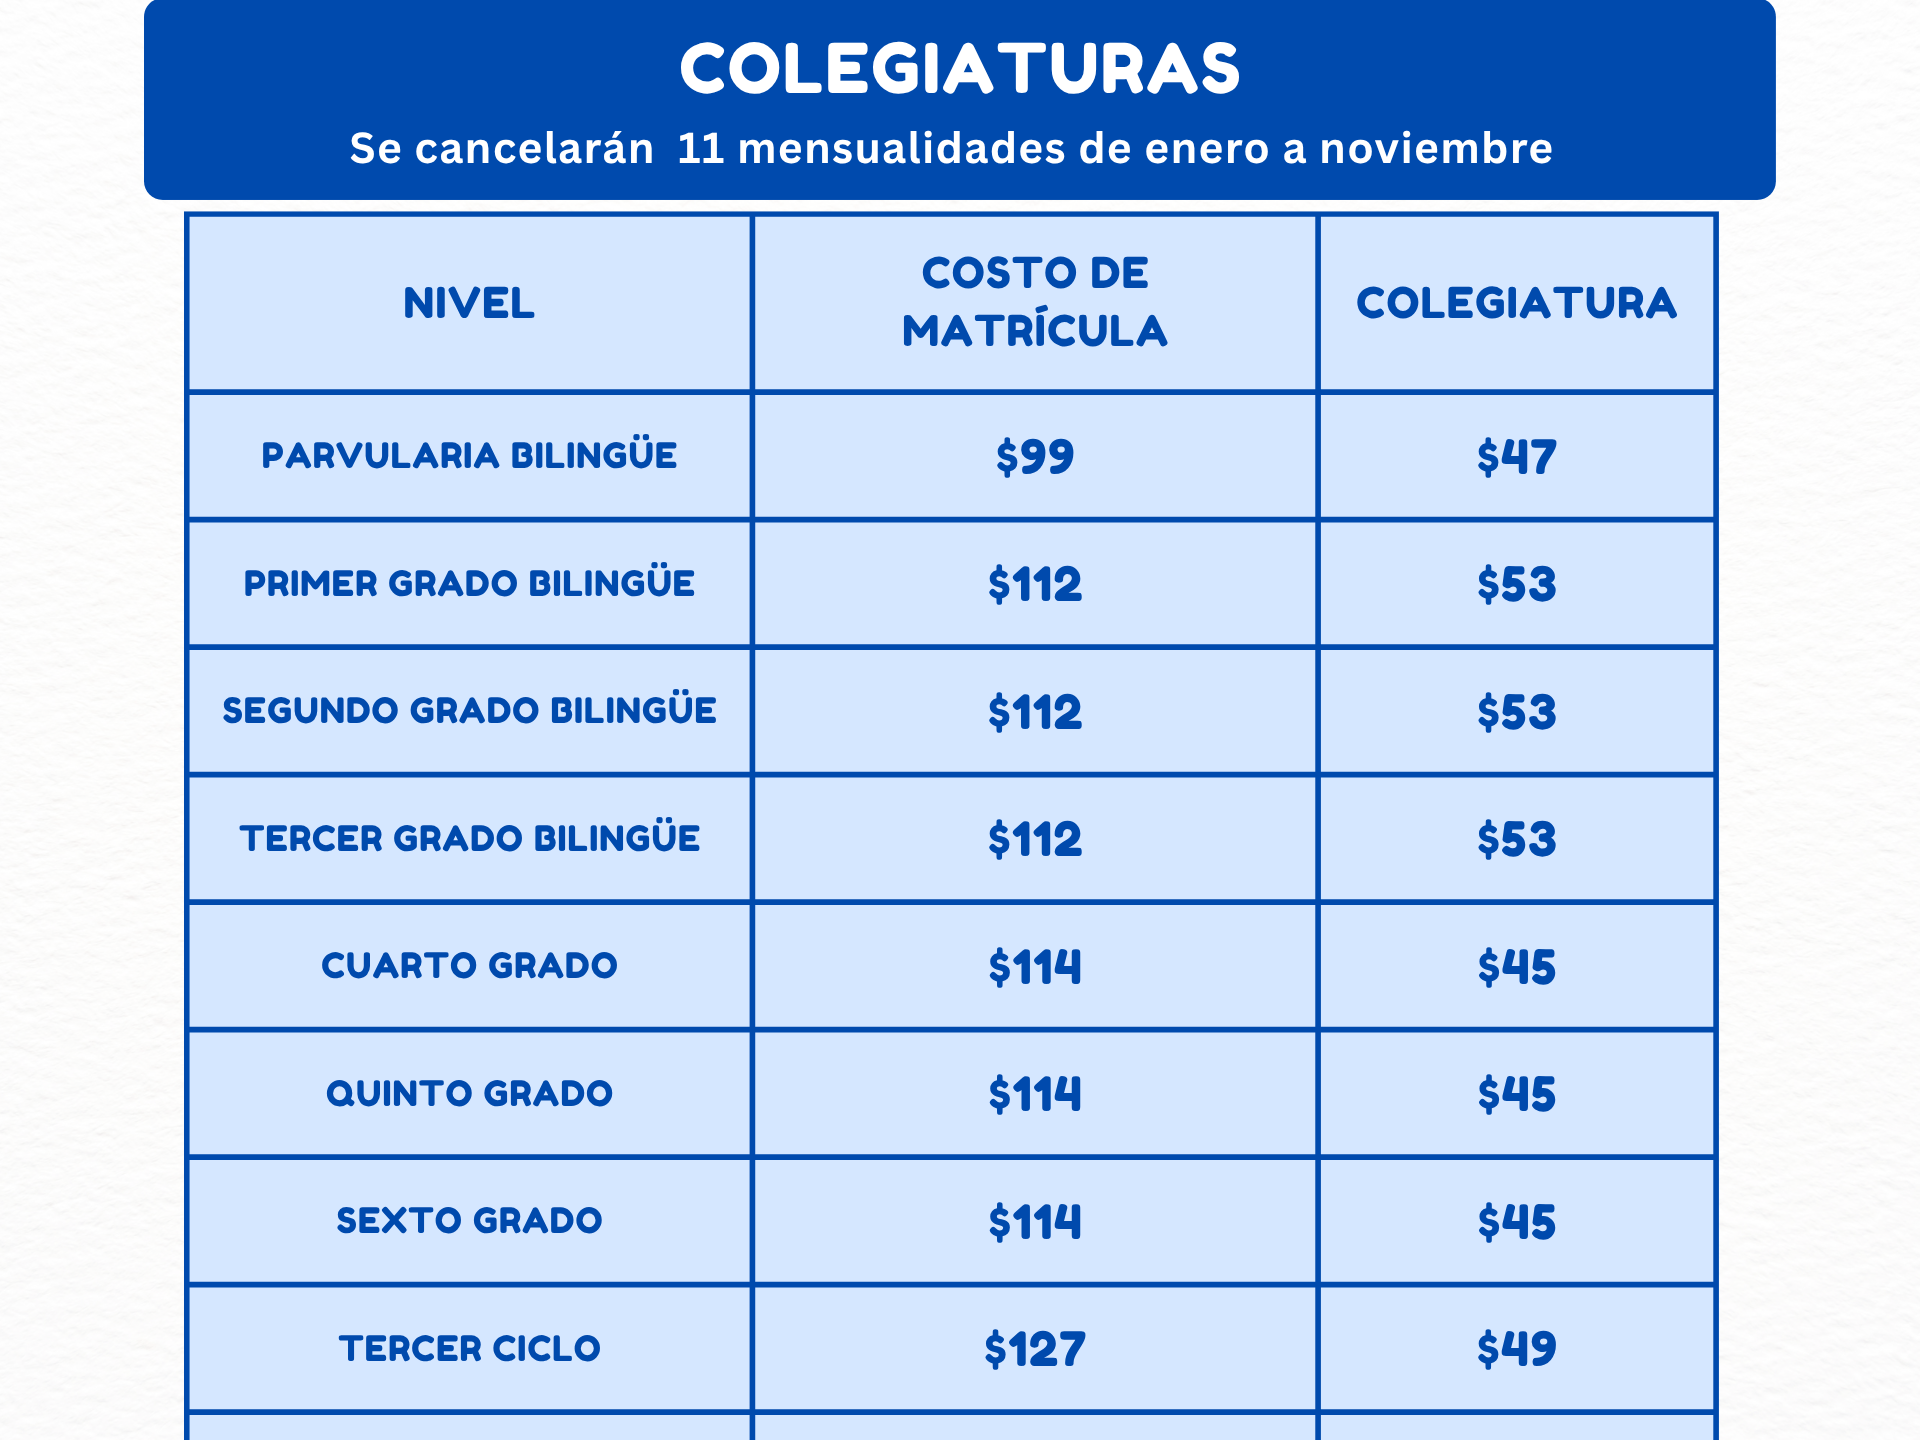 COLEGIATURAS
Se cancelarán 11 mensualidades de enero a noviembre
NIVEL
COSTO DE
MATRÍCULA
COLEGIATURA
PARVULARIA BILINGÜE $99 $47
PRIMER GRADO BILINGÜE $112 $53
SEGUNDO GRADO BILINGÜE $112 $53
TERCER GRADO BILINGÜE $112 $53
CUARTO GRADO $114 $45
QUINTO GRADO $114 $45
SEXTO GRADO $114 $45
TERCER CICLO $127 $49